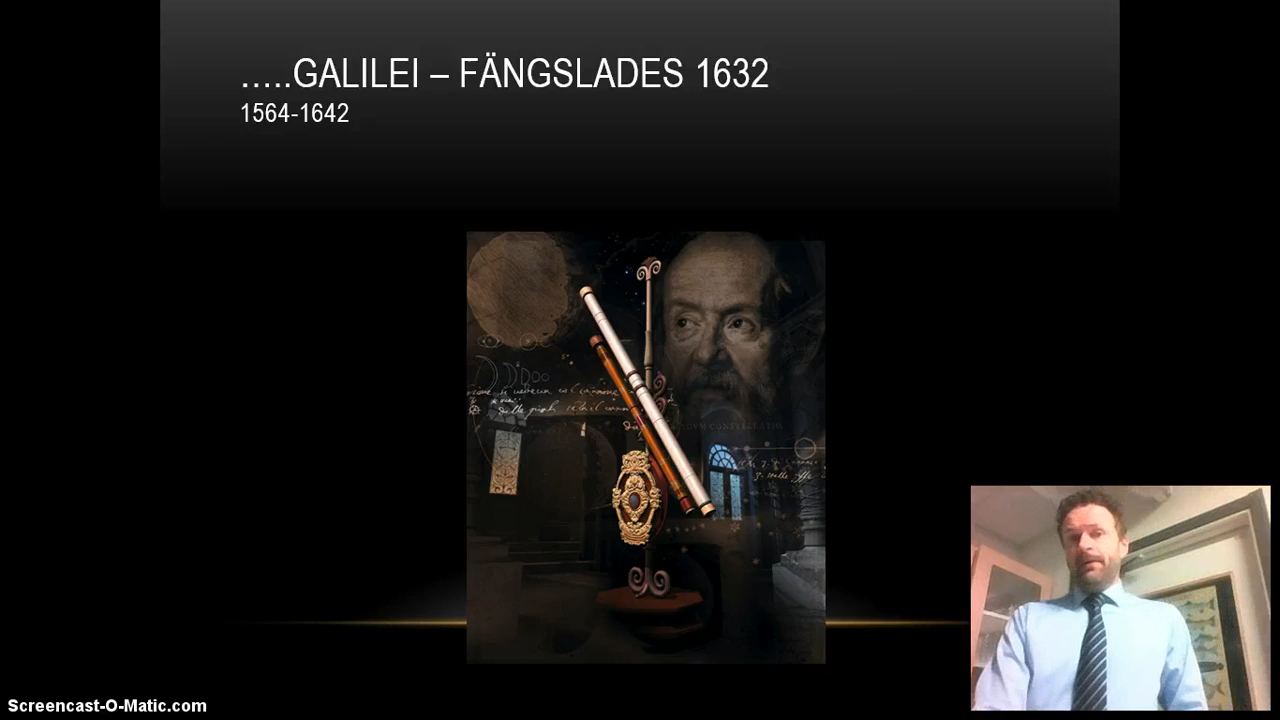 …..GALILEI – FÄNGSLADES 1632
1564-1642
Screencast-O-Matic.com